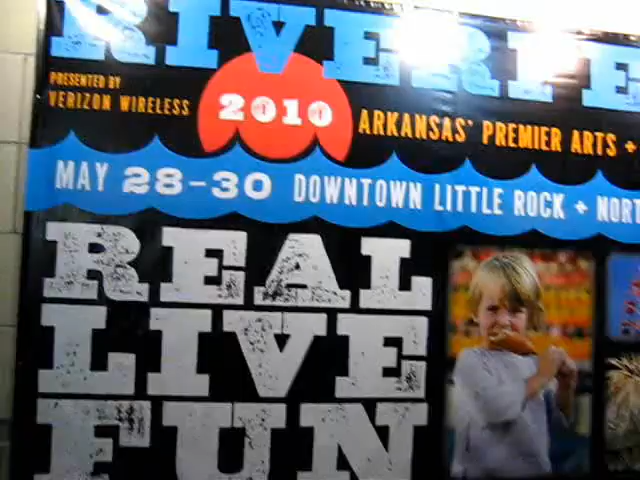 RIVERFE
PRESENTED BY
VERIZON WIRELESS
2010
ARKANSAS' PREMIER ARTS +
MAY 28-30 DOWNTOWN LITTLE ROCK + NORT
REAL
LIVE
FUN